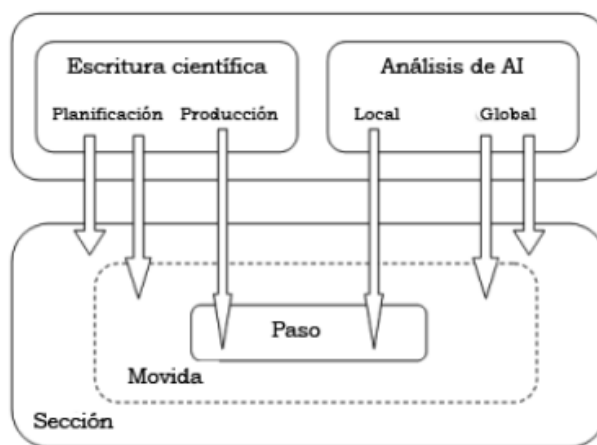 Escritura científica
Análisis de AI
Planificación Producción
Local Global
Paso
Movida
Sección